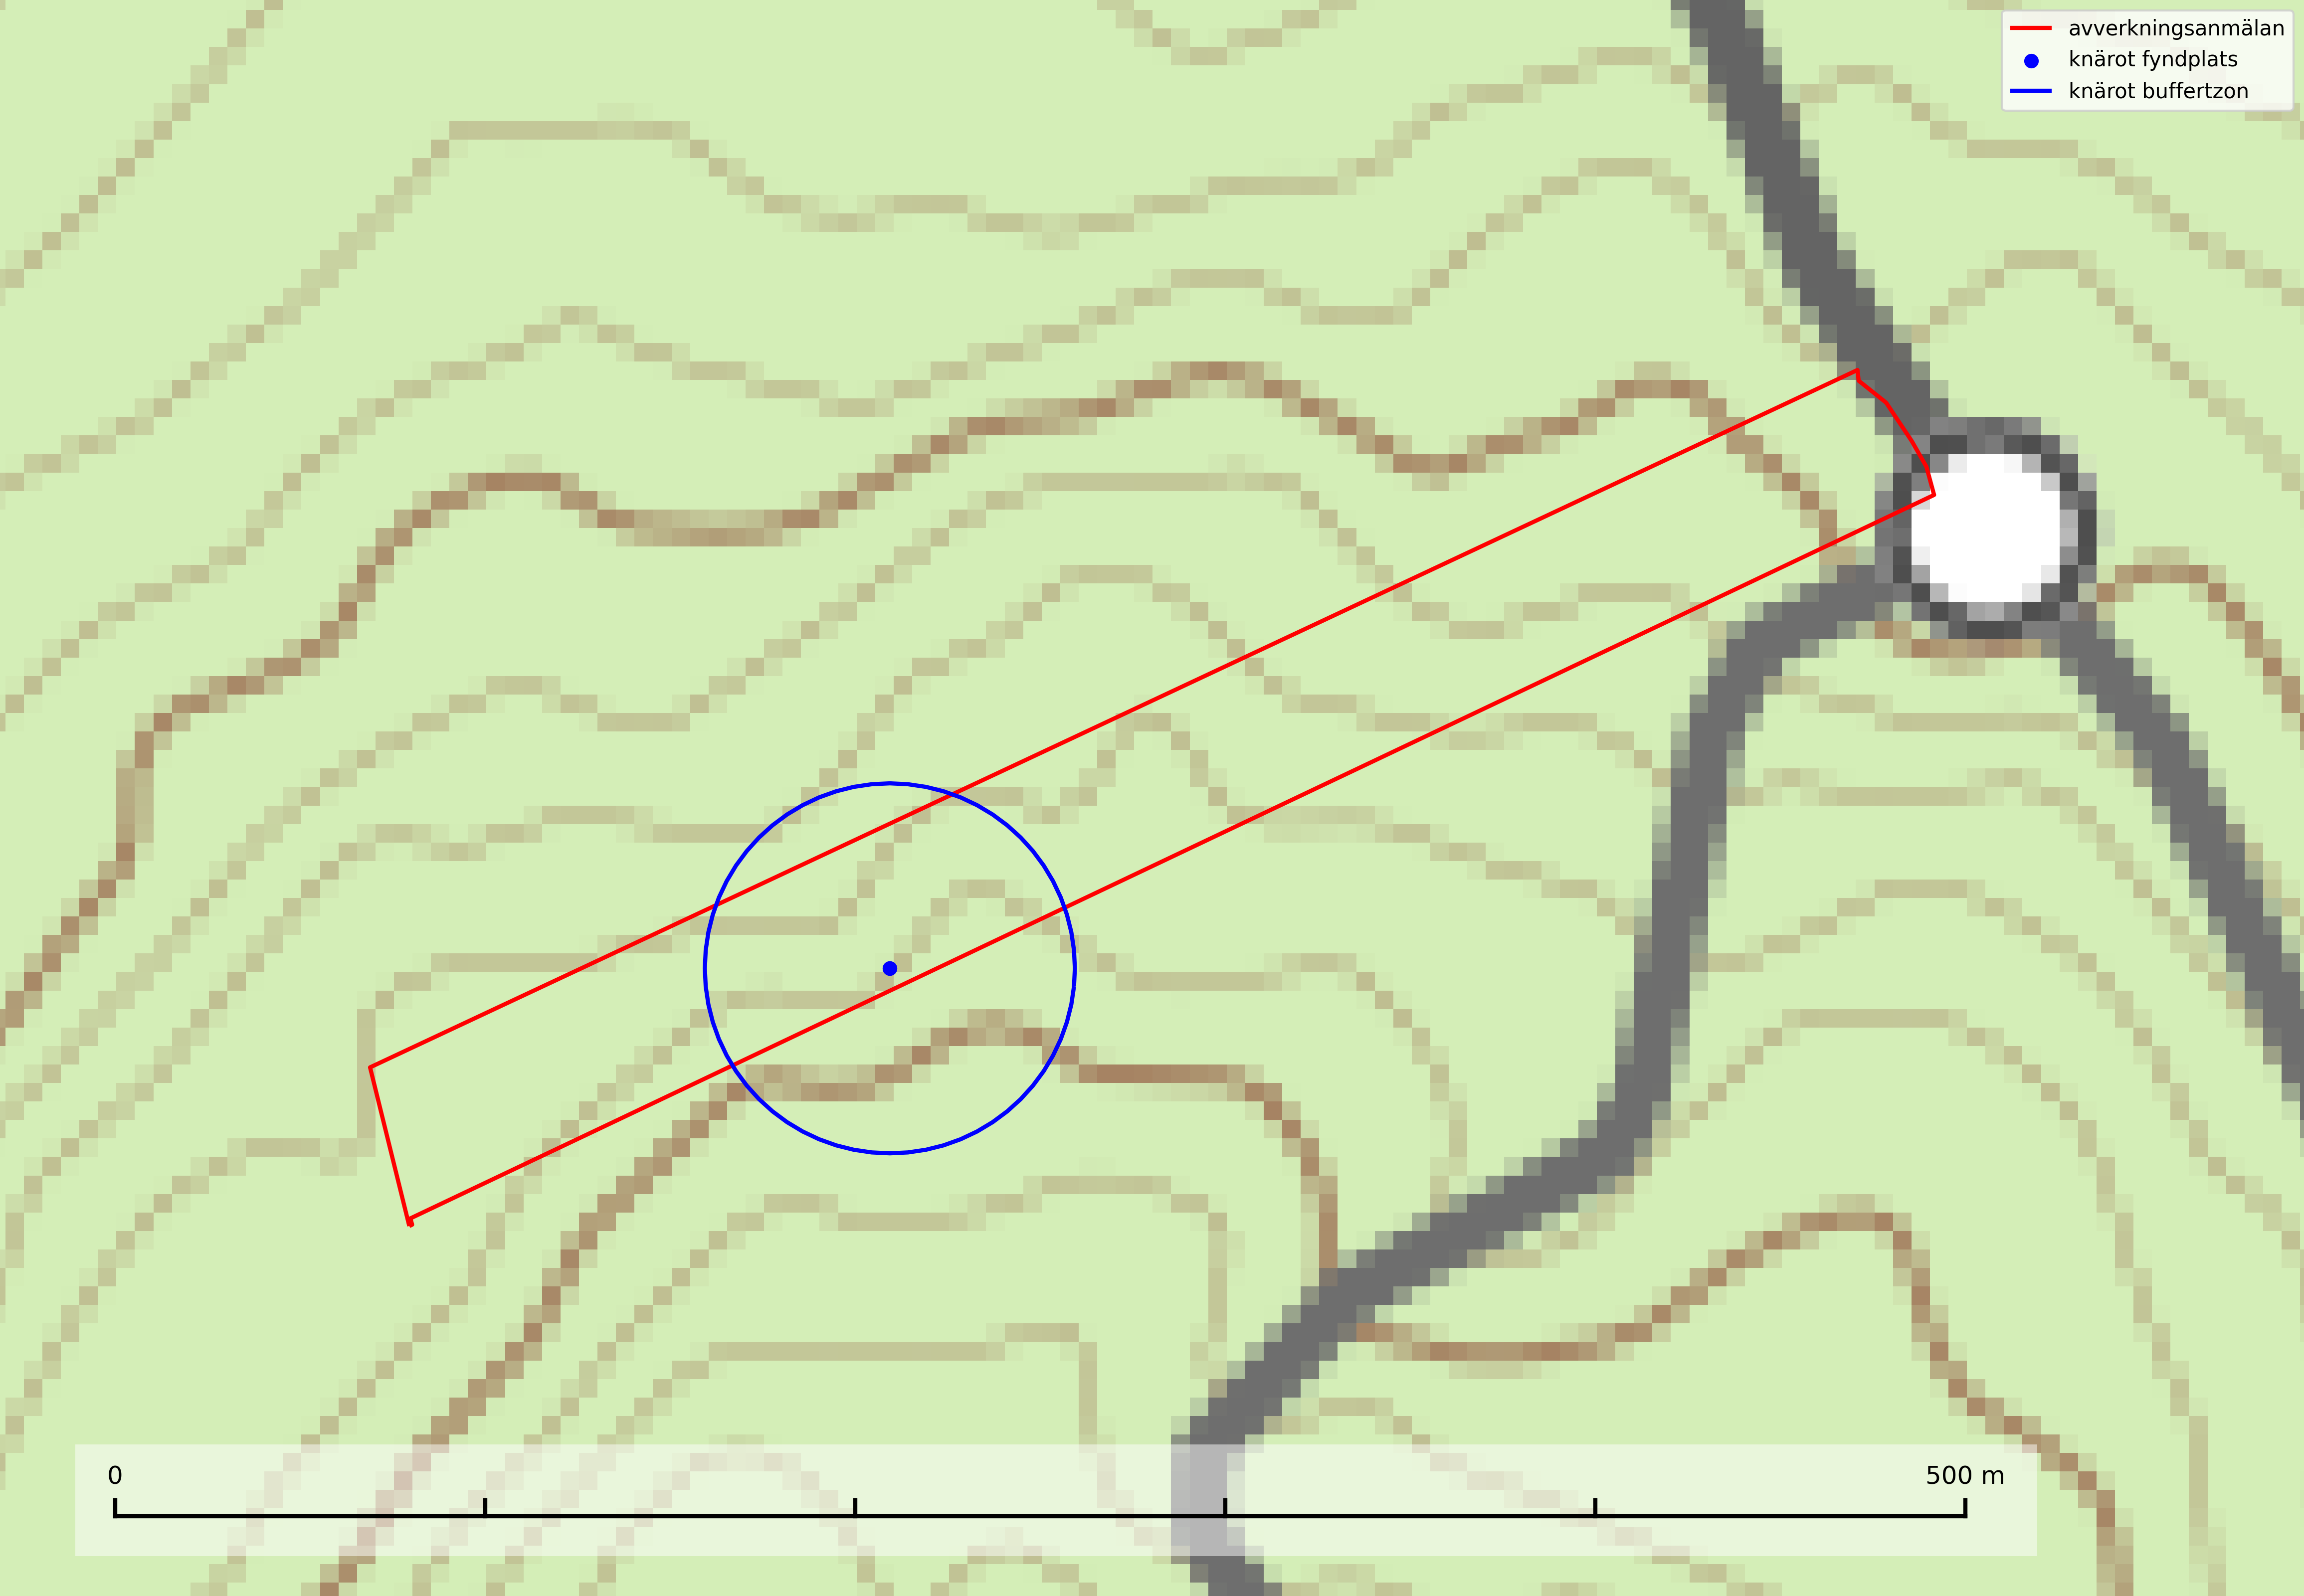 avverkningsanmälan
knärot fyndplats
knärot buffertzon
0 500 m